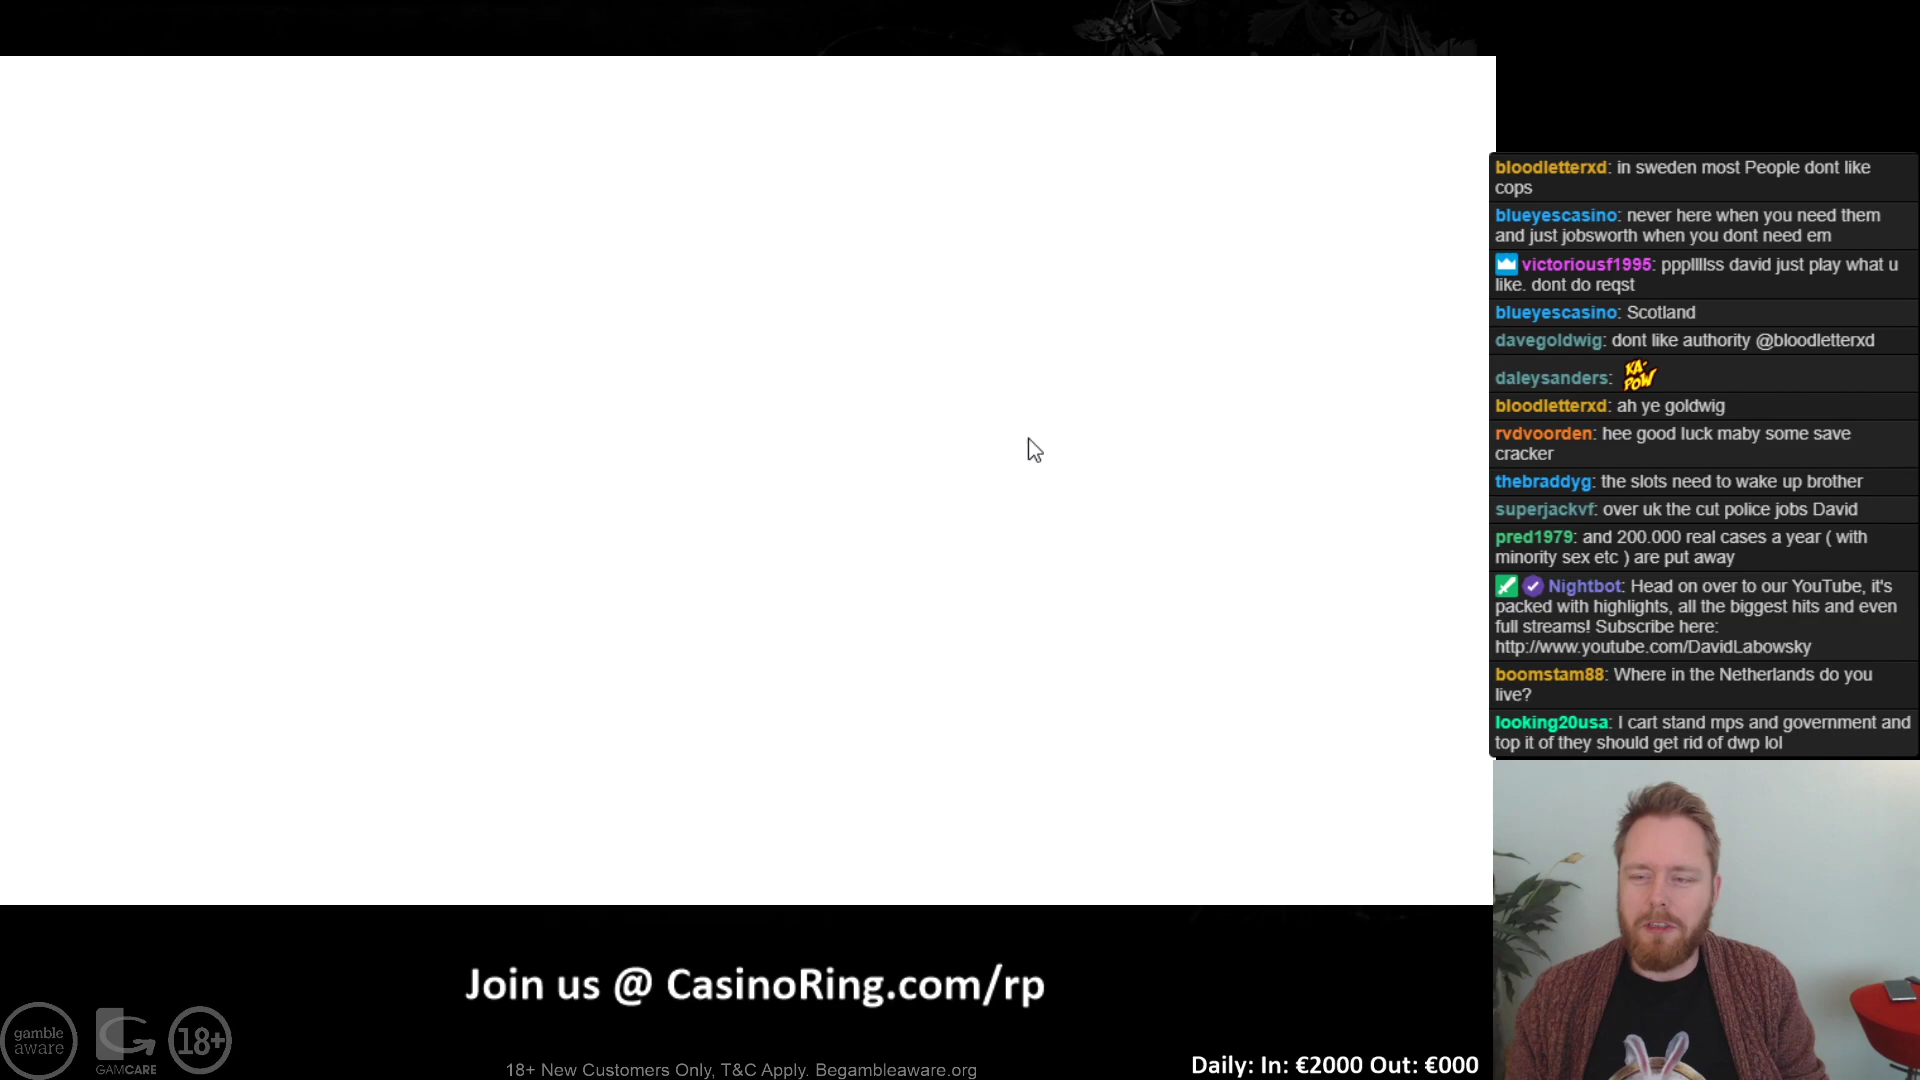 bloodletterxd: in sweden most People dont like
cops
blueyescasino: never here when you need them
and just jobsworth when you dont need em
victoriousf1995: pppllllss david just play what u
like. dont do reqst
blueyescasino: Scotland
davegoldwig: dont like authority @bloodletterxd
daleysanders: KA-
POW
bloodletterxd: ah ye goldwig
rvdvoorden: hee good luck maby some save
cracker
thebraddyg: the slots need to wake up brother
superjackvf: over uk the cut police jobs David
pred1979: and 200.000 real cases a year ( with
minority sex etc ) are put away
Nightbot: Head on over to our YouTube, it's
packed with highlights, all the biggest hits and even
full streams! Subscribe here:
http://www.youtube.com/DavidLabowsky
boomstam88: Where in the Netherlands do you
live?
looking20usa: I cart stand mps and government and
top it of they should get rid of dwp lol
Join us @ CasinoRing.com/rp
gamble
aware
GAMCARE
18+
18+ New Customers Only, T&C Apply. Begambleaware.org
Daily: In: €2000 Out: €000